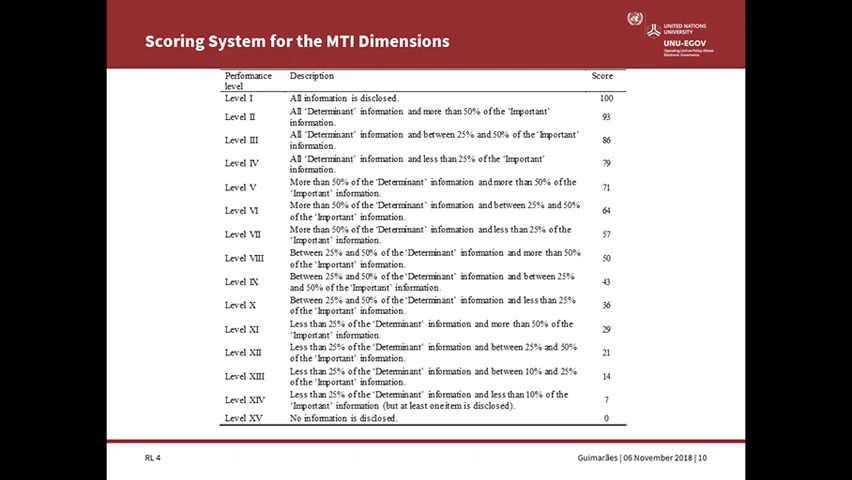 Scoring System for the MTI Dimensions
UNITED NATIONS
UNIVERSITY
UNU-EGOV
Operating Unit on Policy-Driven
Electronic Governance
Performance level Description Score
Level I All information is disclosed. 100
Level II All 'Determinant' information and more than 50% of the 'Important' information. 93
Level III All 'Determinant' information and between 25% and 50% of the 'Important' information. 86
Level IV All 'Determinant' information and less than 25% of the 'Important' information. 79
Level V More than 50% of the 'Determinant' information and more than 50% of the 'Important' information. 71
Level VI More than 50% of the 'Determinant' information and between 25% and 50% of the 'Important' information. 64
Level VII More than 50% of the 'Determinant' information and less than 25% of the 'Important' information. 57
Level VIII Between 25% and 50% of the 'Determinant' information and more than 50% of the 'Important' information. 50
Level IX Between 25% and 50% of the 'Determinant' information and between 25% and 50% of the 'Important' information. 43
Level X Between 25% and 50% of the 'Determinant' information and less than 25% of the 'Important' information. 36
Level XI Less than 25% of the 'Determinant' information and more than 50% of the 'Important' information. 29
Level XII Less than 25% of the 'Determinant' information and between 25% and 50% of the 'Important' information. 21
Level XIII Less than 25% of the 'Determinant' information and between 10% and 25% of the 'Important' information. 14
Level XIV Less than 25% of the 'Determinant' information and less than 10% of the 'Important' information (but at least one item is disclosed). 7
Level XV No information is disclosed. 0
RL 4
Guimarães | 06 November 2018 | 10